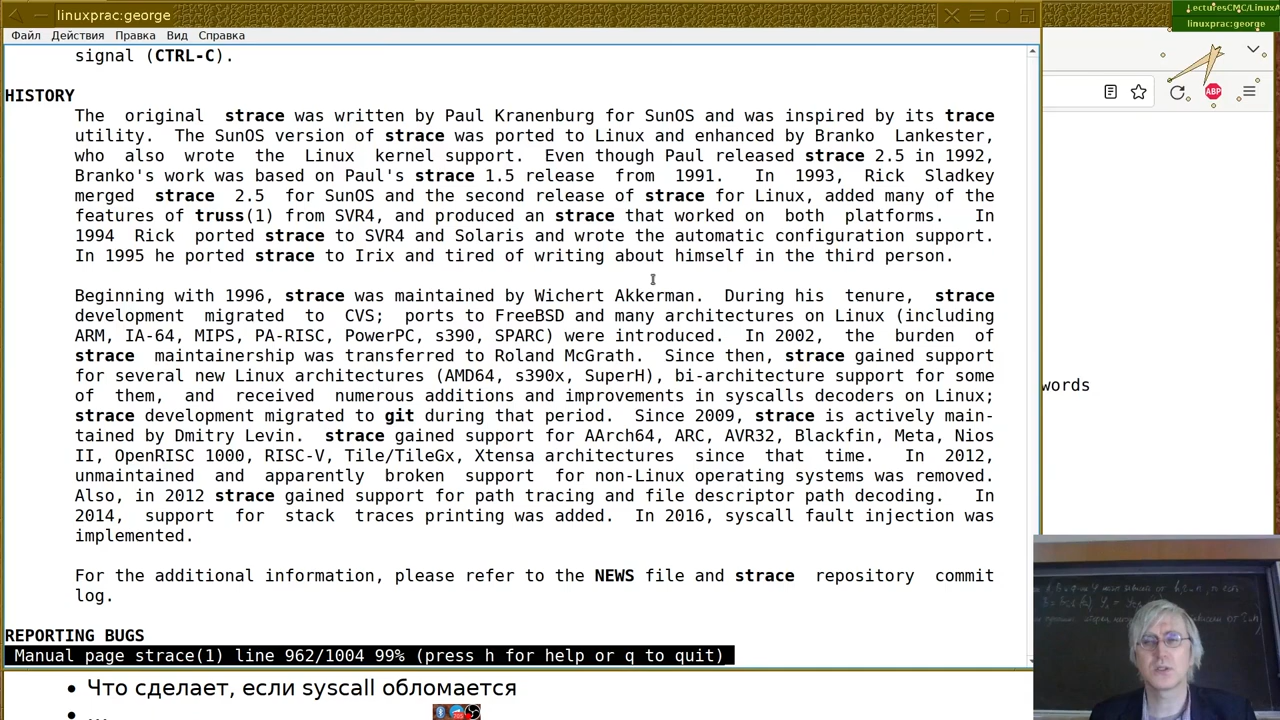 linuxprac:george
LecturesCMC/LinuxA
linuxprac:george
Файл Действия Правка Вид Справка
ABP
signal (CTRL-C).
HISTORY
The original strace was written by Paul Kranenburg for SunOS and was inspired by its trace
utility. The SunOS version of strace was ported to Linux and enhanced by Branko Lankester,
who also wrote the Linux kernel support. Even though Paul released strace 2.5 in 1992,
Branko's work was based on Paul's strace 1.5 release from 1991. In 1993, Rick Sladkey
merged strace 2.5 for SunOS and the second release of strace for Linux, added many of the
features of truss(1) from SVR4, and produced an strace that worked on both platforms. In
1994 Rick ported strace to SVR4 and Solaris and wrote the automatic configuration support.
In 1995 he ported strace to Irix and tired of writing about himself in the third person.
Beginning with 1996, strace was maintained by Wichert Akkerman. During his tenure, strace
development migrated to CVS; ports to FreeBSD and many architectures on Linux (including
ARM, IA-64, MIPS, PA-RISC, PowerPC, s390, SPARC) were introduced. In 2002, the burden of
strace maintainership was transferred to Roland McGrath. Since then, strace gained support
for several new Linux architectures (AMD64, s390x, SuperH), bi-architecture support for some
of them, and received numerous additions and improvements in syscalls decoders on Linux;
strace development migrated to git during that period. Since 2009, strace is actively main-
tained by Dmitry Levin. strace gained support for AArch64, ARC, AVR32, Blackfin, Meta, Nios
II, OpenRISC 1000, RISC-V, Tile/TileGx, Xtensa architectures since that time. In 2012,
unmaintained and apparently broken support for non-Linux operating systems was removed.
Also, in 2012 strace gained support for path tracing and file descriptor path decoding. In
2014, support for stack traces printing was added. In 2016, syscall fault injection was
implemented.
For the additional information, please refer to the NEWS file and strace repository commit
log.
REPORTING BUGS
Manual page strace(1) line 962/1004 99% (press h for help or q to quit)
words
• Что сделает, если syscall обломается
• ...